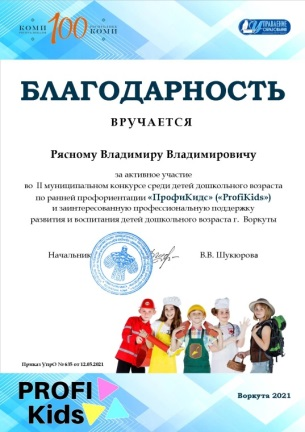 КОМИ 100 КОМИ
УПРАВЛЕНИЕ
ОБРАЗОВАНИЯ
БЛАГОДАРНОСТЬ
ВРУЧАЕТСЯ
Рясному Владимиру Владимировичу
за активное участие
во II муниципальном конкурсе среди детей дошкольного возраста
по ранней профориентации «ПрофиКидс» («ProfiKids»)
и заинтересованную профессиональную поддержку
развития и воспитания детей дошкольного возраста г. Воркуты
Начальник В.В. Шукюрова
Приказ УпрО № 635 от 12.05.2021
PROFI
Kids
Воркута 2021